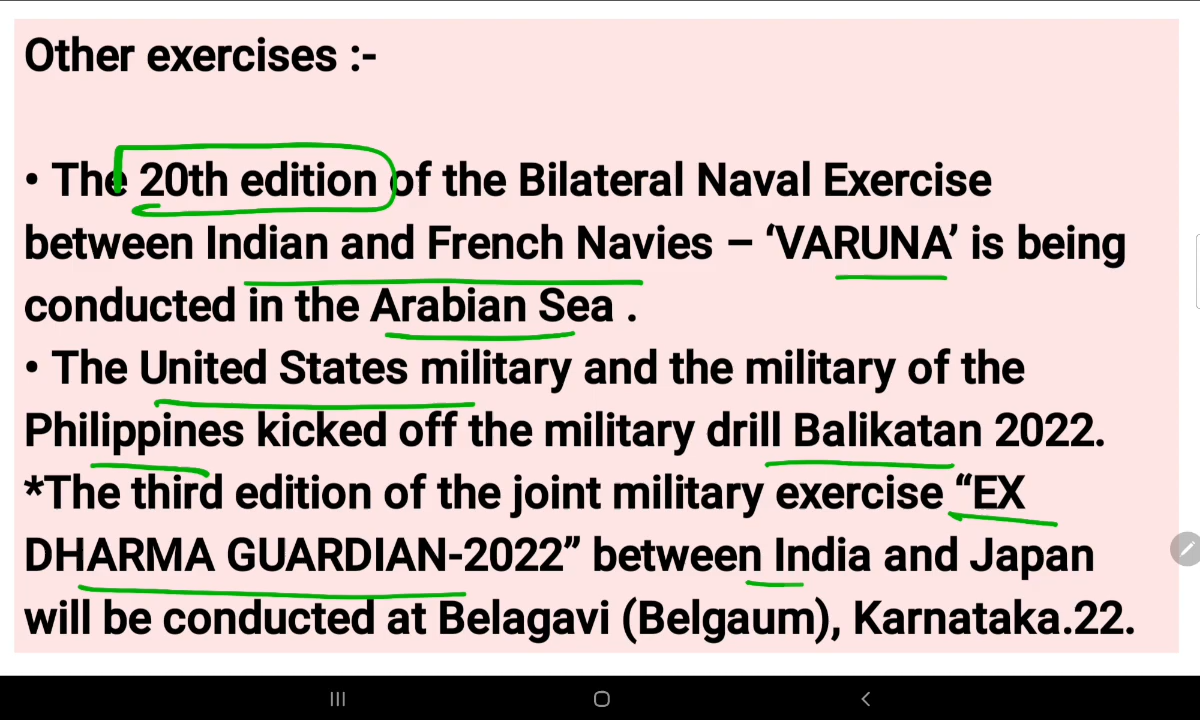 Other exercises :-
• The 20th edition of the Bilateral Naval Exercise
between Indian and French Navies – ‘VARUNA’ is being
conducted in the Arabian Sea .
• The United States military and the military of the
Philippines kicked off the military drill Balikatan 2022.
*The third edition of the joint military exercise “EX
DHARMA GUARDIAN-2022” between India and Japan
will be conducted at Belagavi (Belgaum), Karnataka.22.